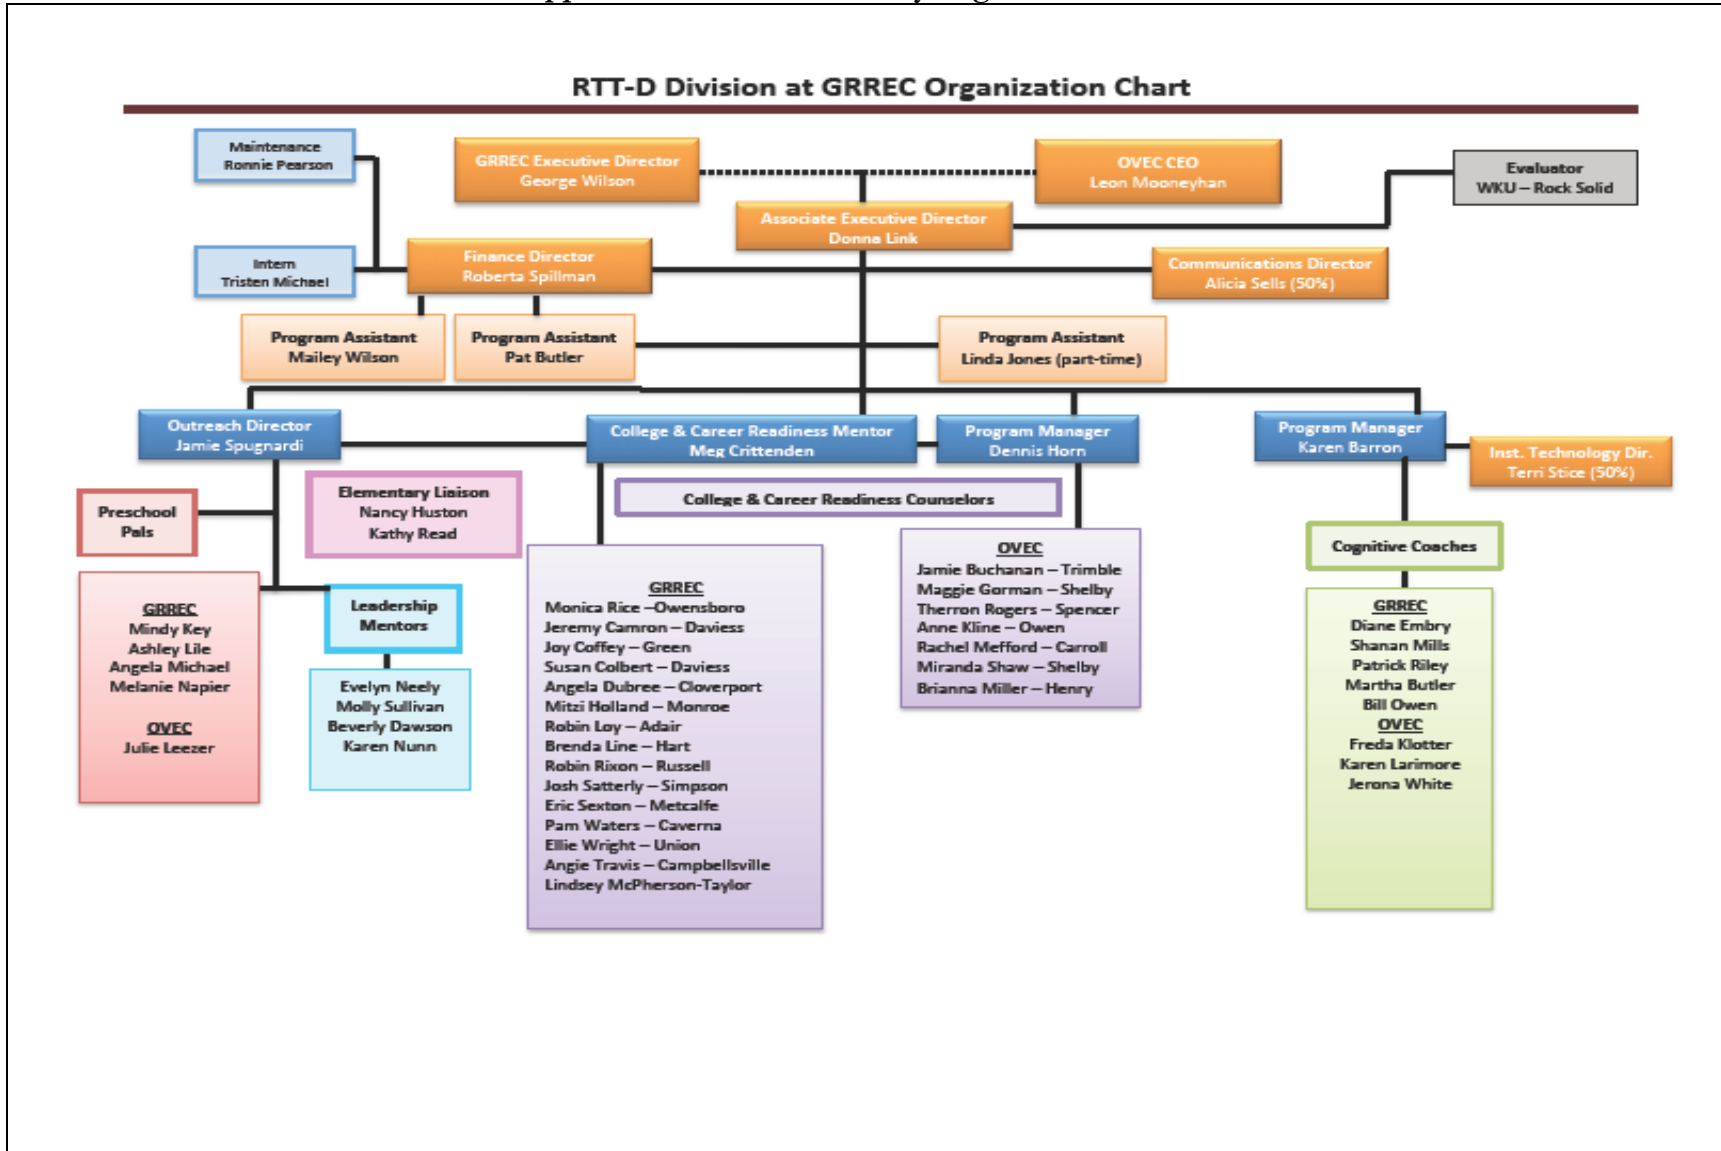 RTT-D Division at GRREC Organization Chart
Maintenance
Ronnie Pearson
GRREC Executive Director
George Wilson
OVEC CEO
Leon Mooneyhan
Evaluator
WKU – Rock Solid
Associate Executive Director
Donna Link
Intern
Tristen Michael
Finance Director
Roberta Spillman
Communications Director
Alicia Sells (50%)
Program Assistant
Mailey Wilson
Program Assistant
Pat Butler
Program Assistant
Linda Jones (part-time)
Outreach Director
Jamie Spugnardi
College & Career Readiness Mentor
Meg Crittenden
Program Manager
Dennis Horn
Program Manager
Karen Barron
Inst. Technology Dir.
Terri Stice (50%)
Preschool
Pals
Elementary Liaison
Nancy Huston
Kathy Read
College & Career Readiness Counselors
Cognitive Coaches
GRREC
Mindy Key
Ashley Lile
Angela Michael
Melanie Napier
OVEC
Julie Leezer
Leadership
Mentors
Evelyn Neely
Molly Sullivan
Beverly Dawson
Karen Nunn
GRREC
Monica Rice –Owensboro
Jeremy Camron – Daviess
Joy Coffey – Green
Susan Colbert – Daviess
Angela Dubree – Cloverport
Mitzi Holland – Monroe
Robin Loy – Adair
Brenda Line – Hart
Robin Rixon – Russell
Josh Satterly – Simpson
Eric Sexton – Metcalfe
Pam Waters – Caverna
Ellie Wright – Union
Angie Travis – Campbellsville
Lindsey McPherson-Taylor
OVEC
Jamie Buchanan – Trimble
Maggie Gorman – Shelby
Therron Rogers – Spencer
Anne Kline – Owen
Rachel Mefford – Carroll
Miranda Shaw – Shelby
Brianna Miller – Henry
GRREC
Diane Embry
Shanan Mills
Patrick Riley
Martha Butler
Bill Owen
OVEC
Freda Klotter
Karen Larimore
Jerona White